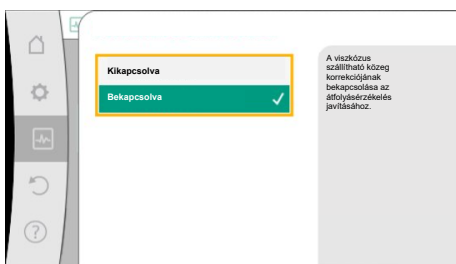 Kikapcsolva
Bekapcsolva
A viszkózus
szállítható közeg
korrekciójának
bekapcsolása az
átfolyásérzékelés
javításához.
?